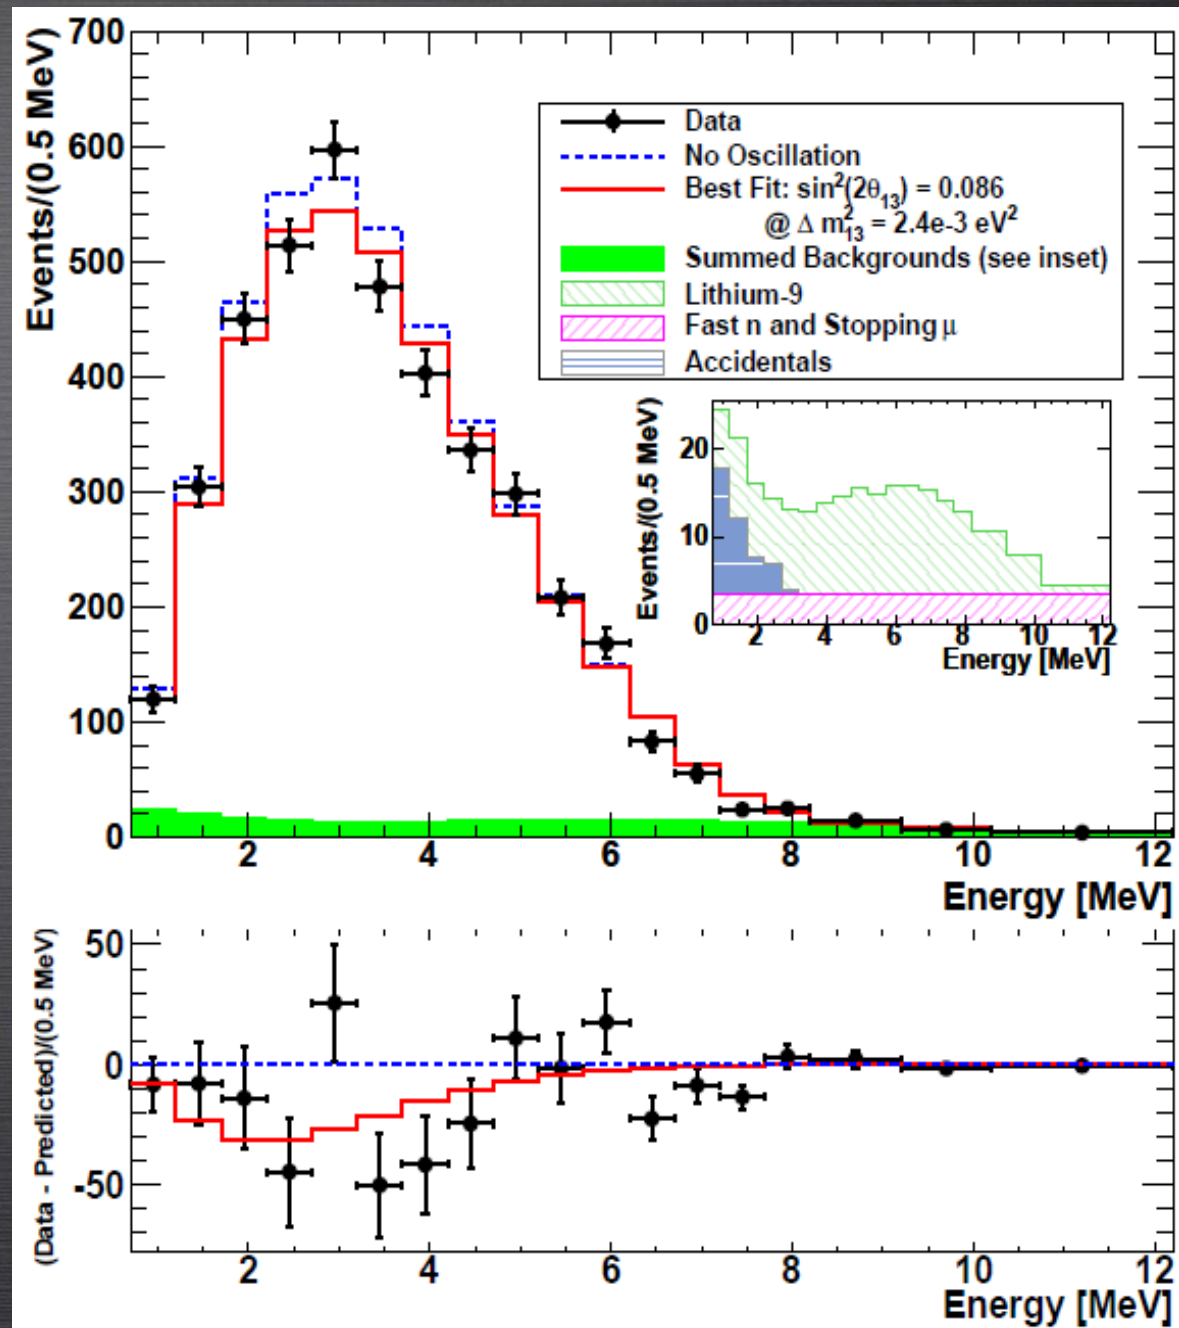 700
600
500
400
300
200
100
0
Events/(0.5 MeV)
Data
No Oscillation
Best Fit: sin²(2θ₁₃) = 0.086
@ Δ m²₁₃ = 2.4e-3 eV²
Summed Backgrounds (see inset)
Lithium-9
Fast n and Stopping μ
Accidentals
Events/(0.5 MeV)
20
10
0
2 4 6 8 10 12
Energy [MeV]
2 4 6 8 10 12
Energy [MeV]
(Data - Predicted)/(0.5 MeV)
50
0
-50
2 4 6 8 10 12
Energy [MeV]